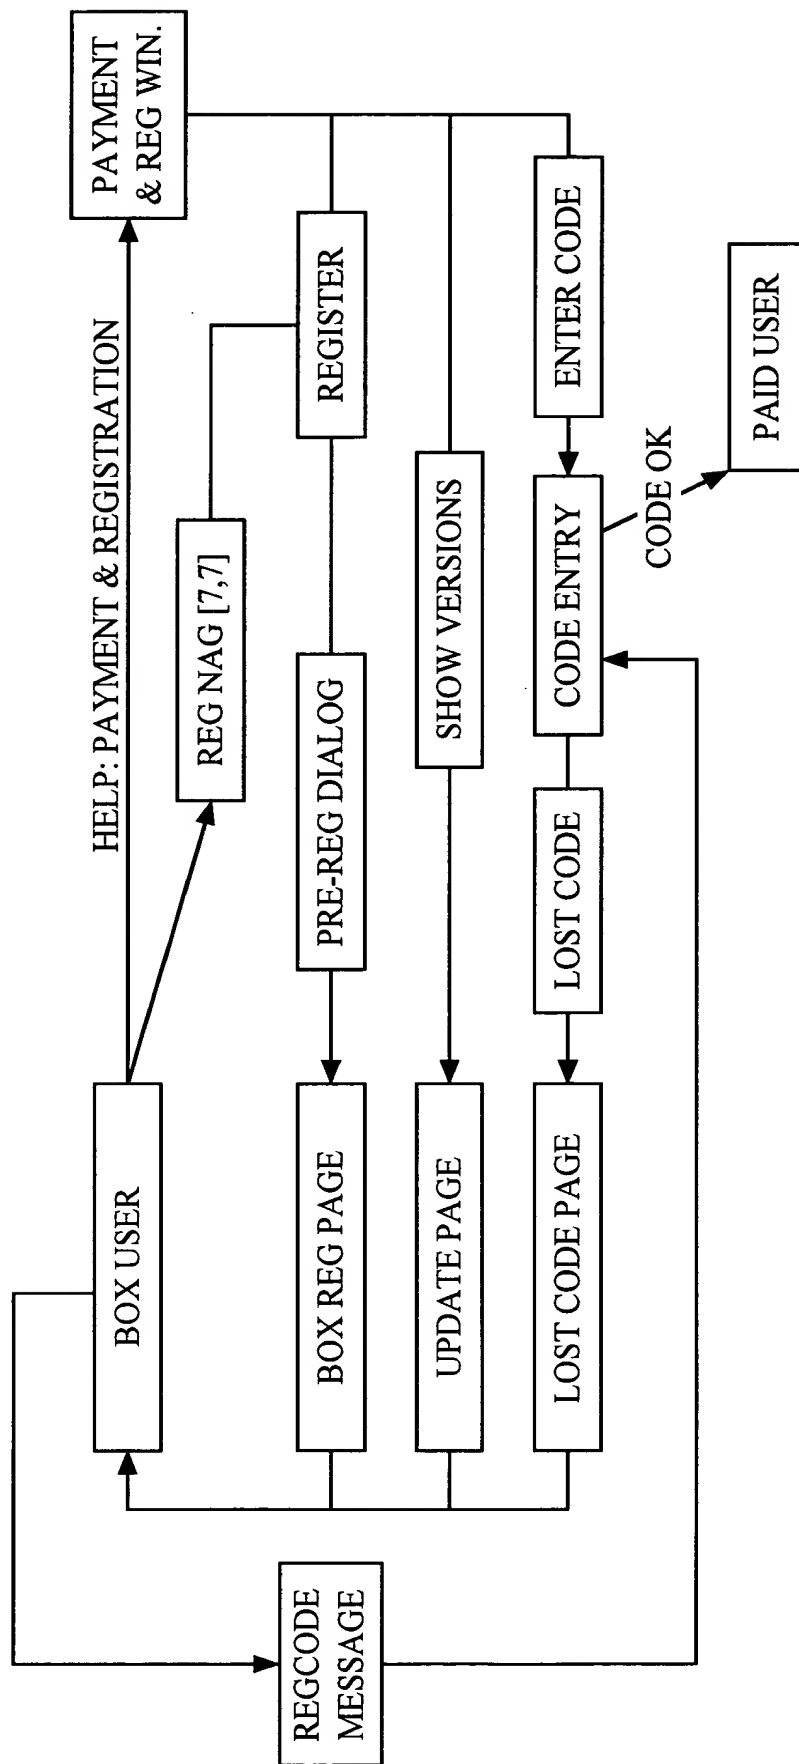 HELP: PAYMENT & REGISTRATION
PAYMENT
& REG WIN.
BOX USER
REG NAG [7,7]
REGISTER
PRE-REG DIALOG
BOX REG PAGE
REGCODE
MESSAGE
SHOW VERSIONS
UPDATE PAGE
ENTER CODE
CODE ENTRY
LOST CODE
LOST CODE PAGE
CODE OK
PAID USER